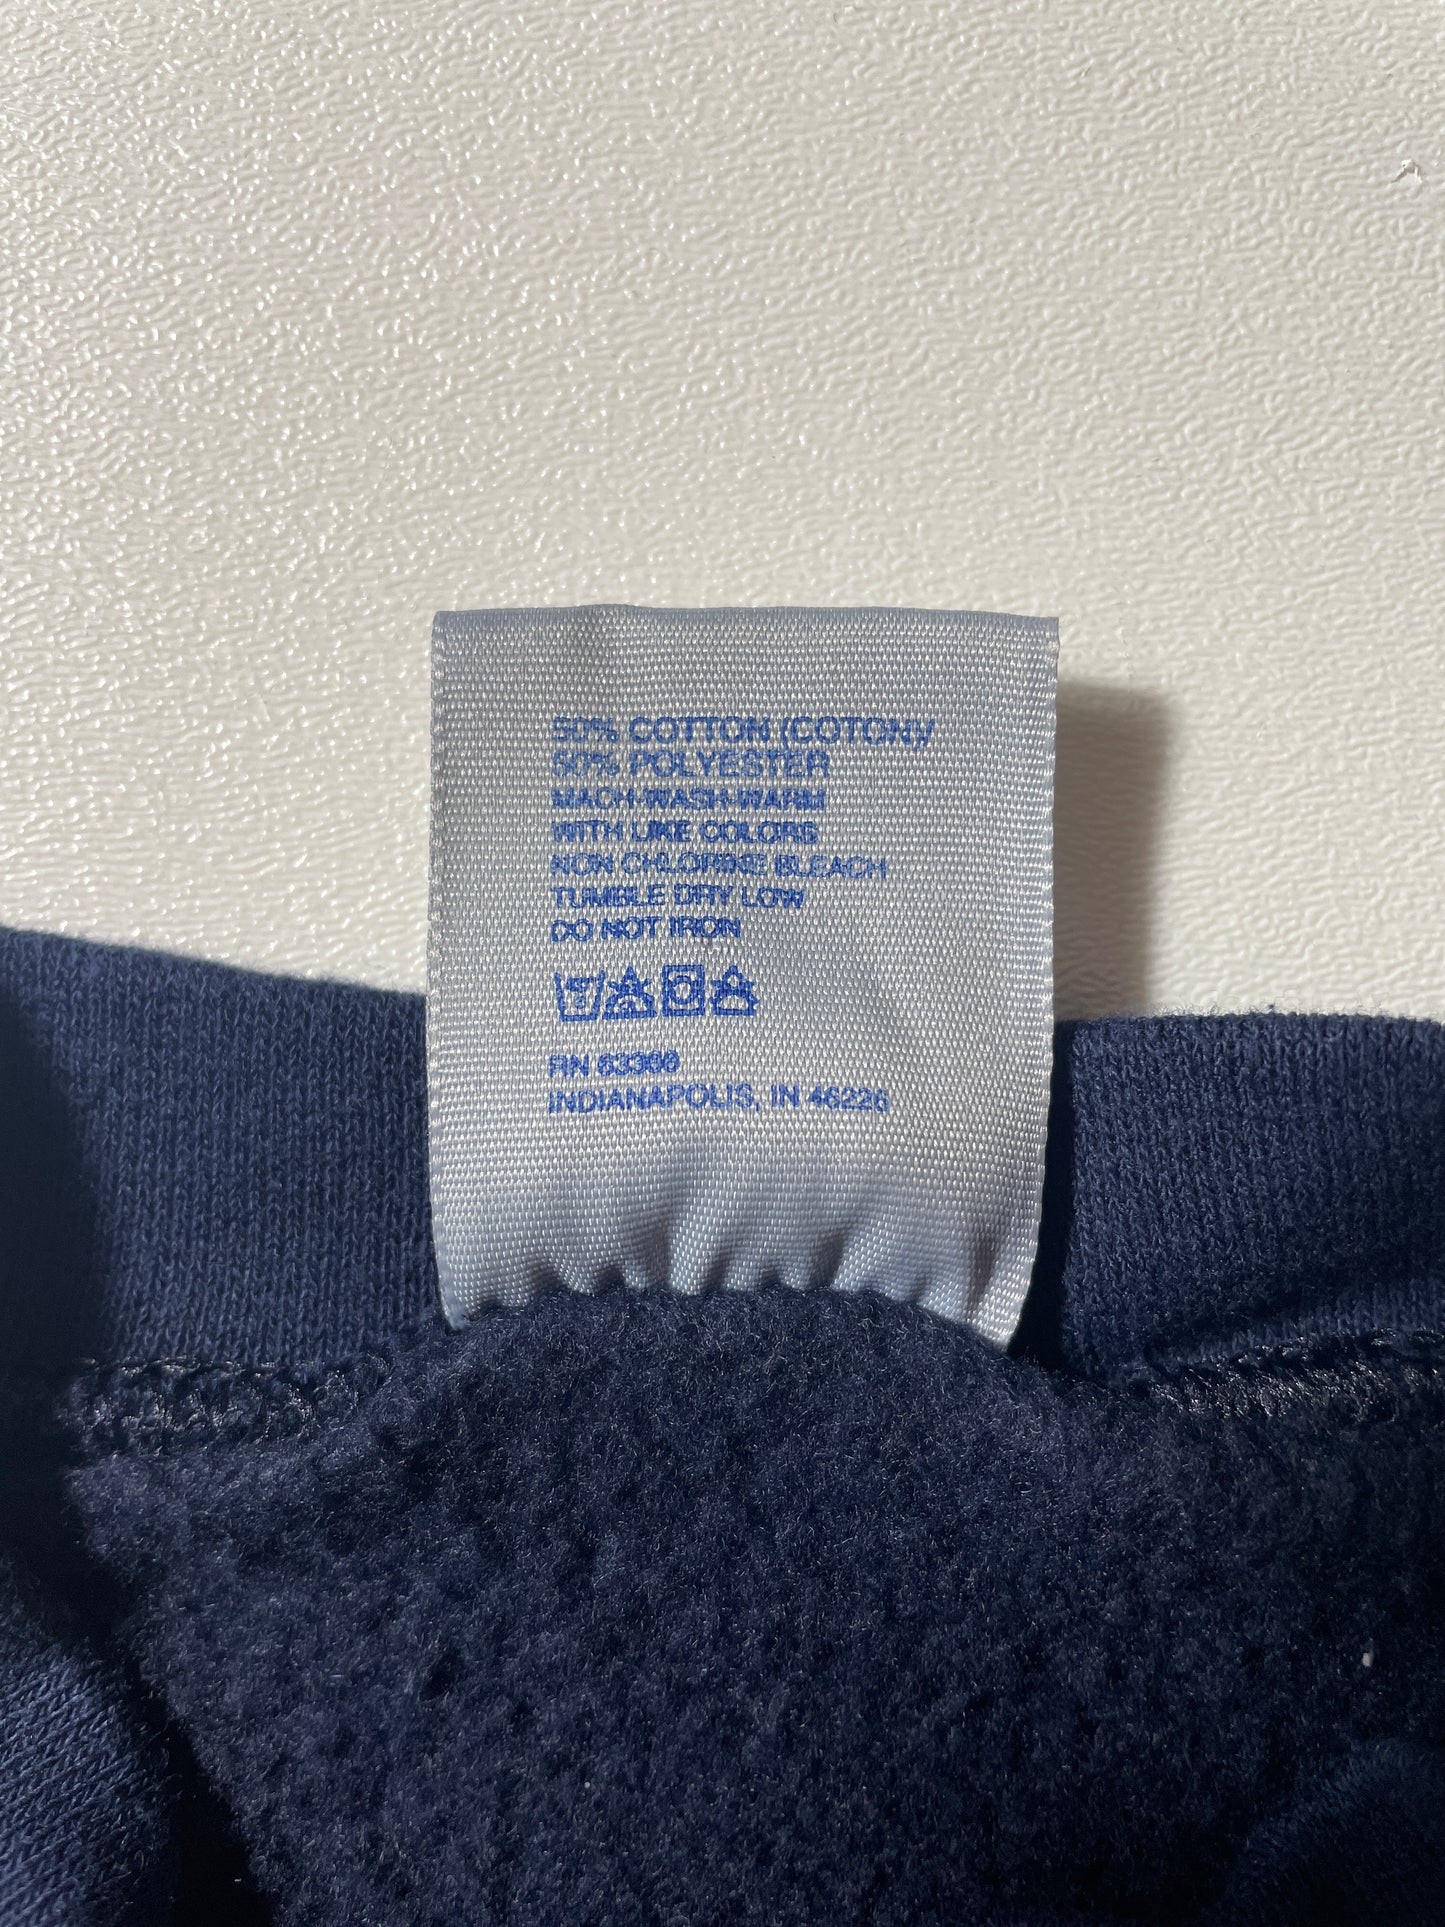 50% COTTON (COTON)/
50% POLYESTER
MACH-WASH-WARM
WITH LIKE COLORS
NON CHLORINE BLEACH
TUMBLE DRY LOW
DO NOT IRON
RN 63368
INDIANAPOLIS, IN 46226